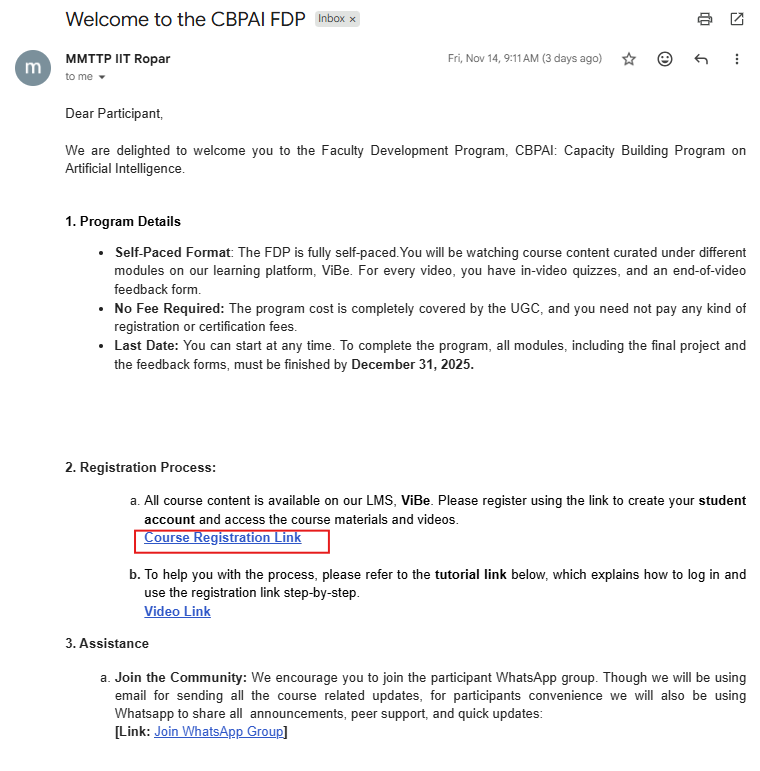 Welcome to the CBPAI FDP Inbox ×
m
MMTTP IIT Ropar
Fri, Nov 14, 9:11 AM (3 days ago)
to me
Dear Participant,
We are delighted to welcome you to the Faculty Development Program, CBPAI: Capacity Building Program on
Artificial Intelligence.
1. Program Details
• Self-Paced Format: The FDP is fully self-paced.You will be watching course content curated under different
modules on our learning platform, ViBe. For every video, you have in-video quizzes, and an end-of-video
feedback form.
• No Fee Required: The program cost is completely covered by the UGC, and you need not pay any kind of
registration or certification fees.
• Last Date: You can start at any time. To complete the program, all modules, including the final project and
the feedback forms, must be finished by December 31, 2025.
2. Registration Process:
a. All course content is available on our LMS, ViBe. Please register using the link to create your student
account and access the course materials and videos.
Course Registration Link
b. To help you with the process, please refer to the tutorial link below, which explains how to log in and
use the registration link step-by-step.
Video Link
3. Assistance
a. Join the Community: We encourage you to join the participant WhatsApp group. Though we will be using
email for sending all the course related updates, for participants convenience we will also be using
Whatsapp to share all announcements, peer support, and quick updates:
[Link: Join WhatsApp Group]